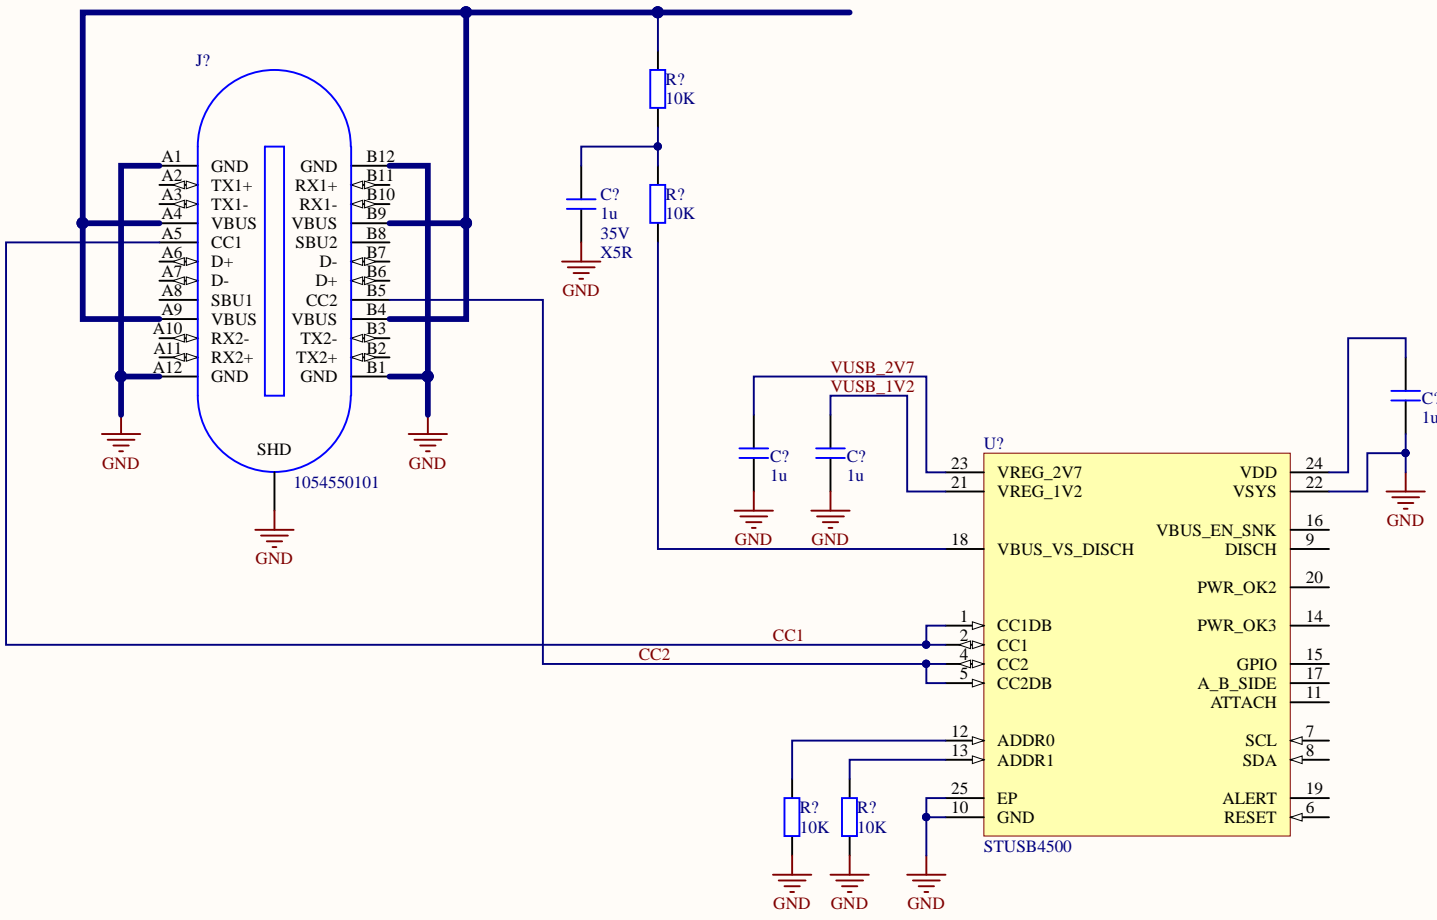 J?
A1
A2
A3
A4
A5
A6
A7
A8
A9
A10
A11
A12
GND
TX1+
TX1-
VBUS
CC1
D+
D-
SBU1
VBUS
RX2-
RX2+
GND
GND
RX1+
RX1-
VBUS
SBU2
D-
D+
CC2
VBUS
TX2-
TX2+
GND
B12
B11
B10
B9
B8
B7
B6
B5
B4
B3
B2
B1
SHD
1054550101
GND
GND
GND
R?
10K
R?
10K
C?
1u
35V
X5R
GND
VUSB_2V7
VUSB_1V2
C?
1u
GND
C?
1u
GND
CC1
CC2
U?
23 VREG_2V7
21 VREG_1V2
18 VBUS_VS_DISCH
1 CC1DB
2 CC1
4 CC2
5 CC2DB
12 ADDR0
13 ADDR1
25 EP
10 GND
VDD 24
VSYS 22
VBUS_EN_SNK 16
DISCH 9
PWR_OK2 20
PWR_OK3 14
GPIO 15
A_B_SIDE 17
ATTACH 11
SCL 7
SDA 8
ALERT 19
RESET 6
STUSB4500
R?
10K
GND
R?
10K
GND
GND
C?
1u
GND